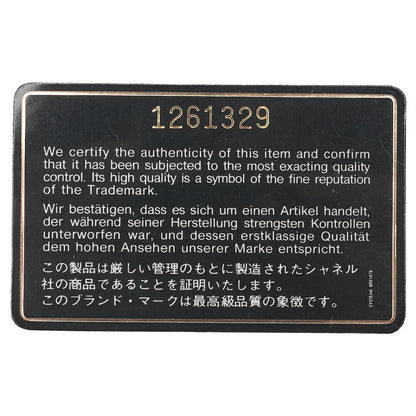 1261329
We certify the authenticity of this item and confirm
that it has been subjected to the most exacting quality
control. Its high quality is a symbol of the fine reputation
of the Trademark.
Wir bestätigen, dass es sich um einen Artikel handelt,
der während seiner Herstellung strengsten Kontrollen
unterworfen war, und dessen erstklassige Qualität
dem hohen Ansehen unserer Marke entspricht.
この製品は厳しい管理のもとに製造されたシャネル
社の商品であることを証明いたします。
このブランド・マークは最高級品質の象徴です。
SYSTEME BREVETE